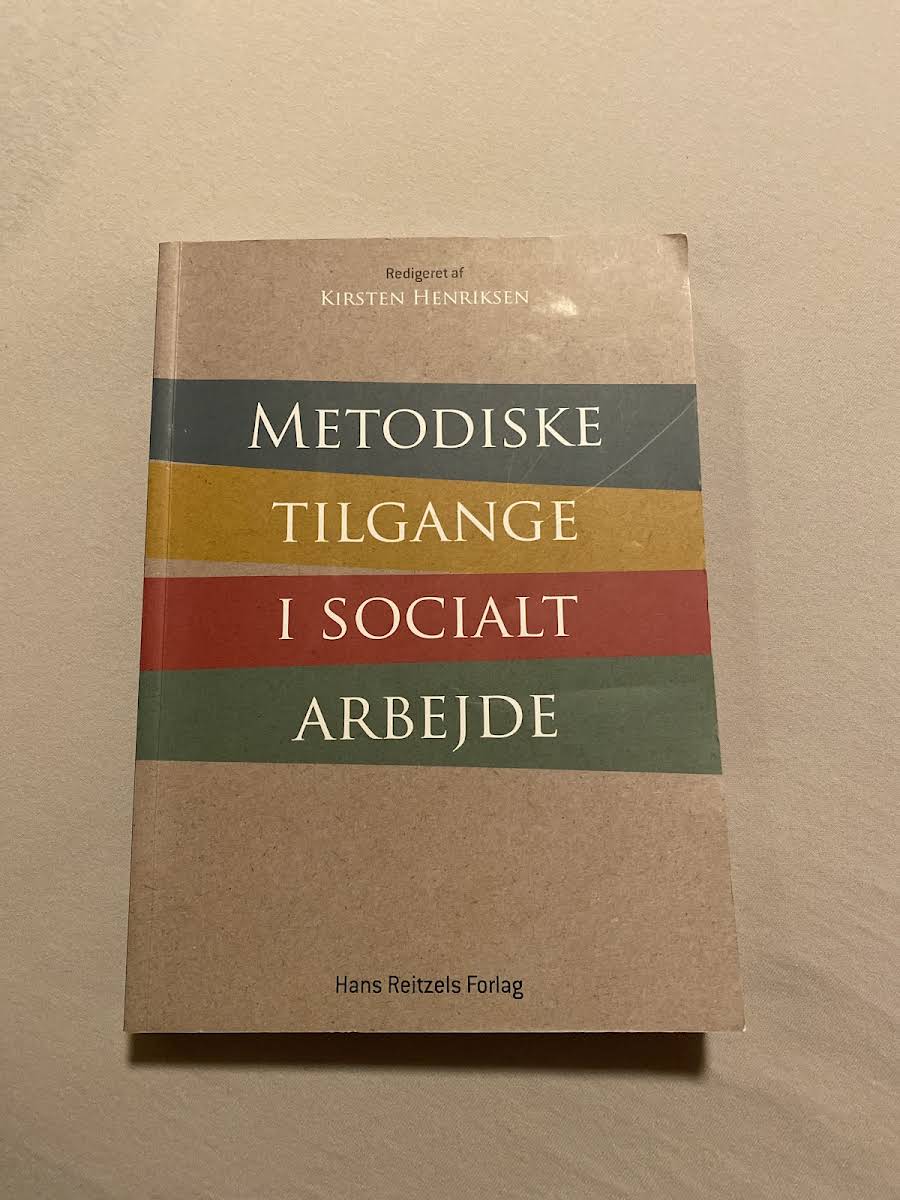 Redigeret af
Kirsten Henriksen
Metodiske
tilgange
i socialt
arbejde
Hans Reitzels Forlag